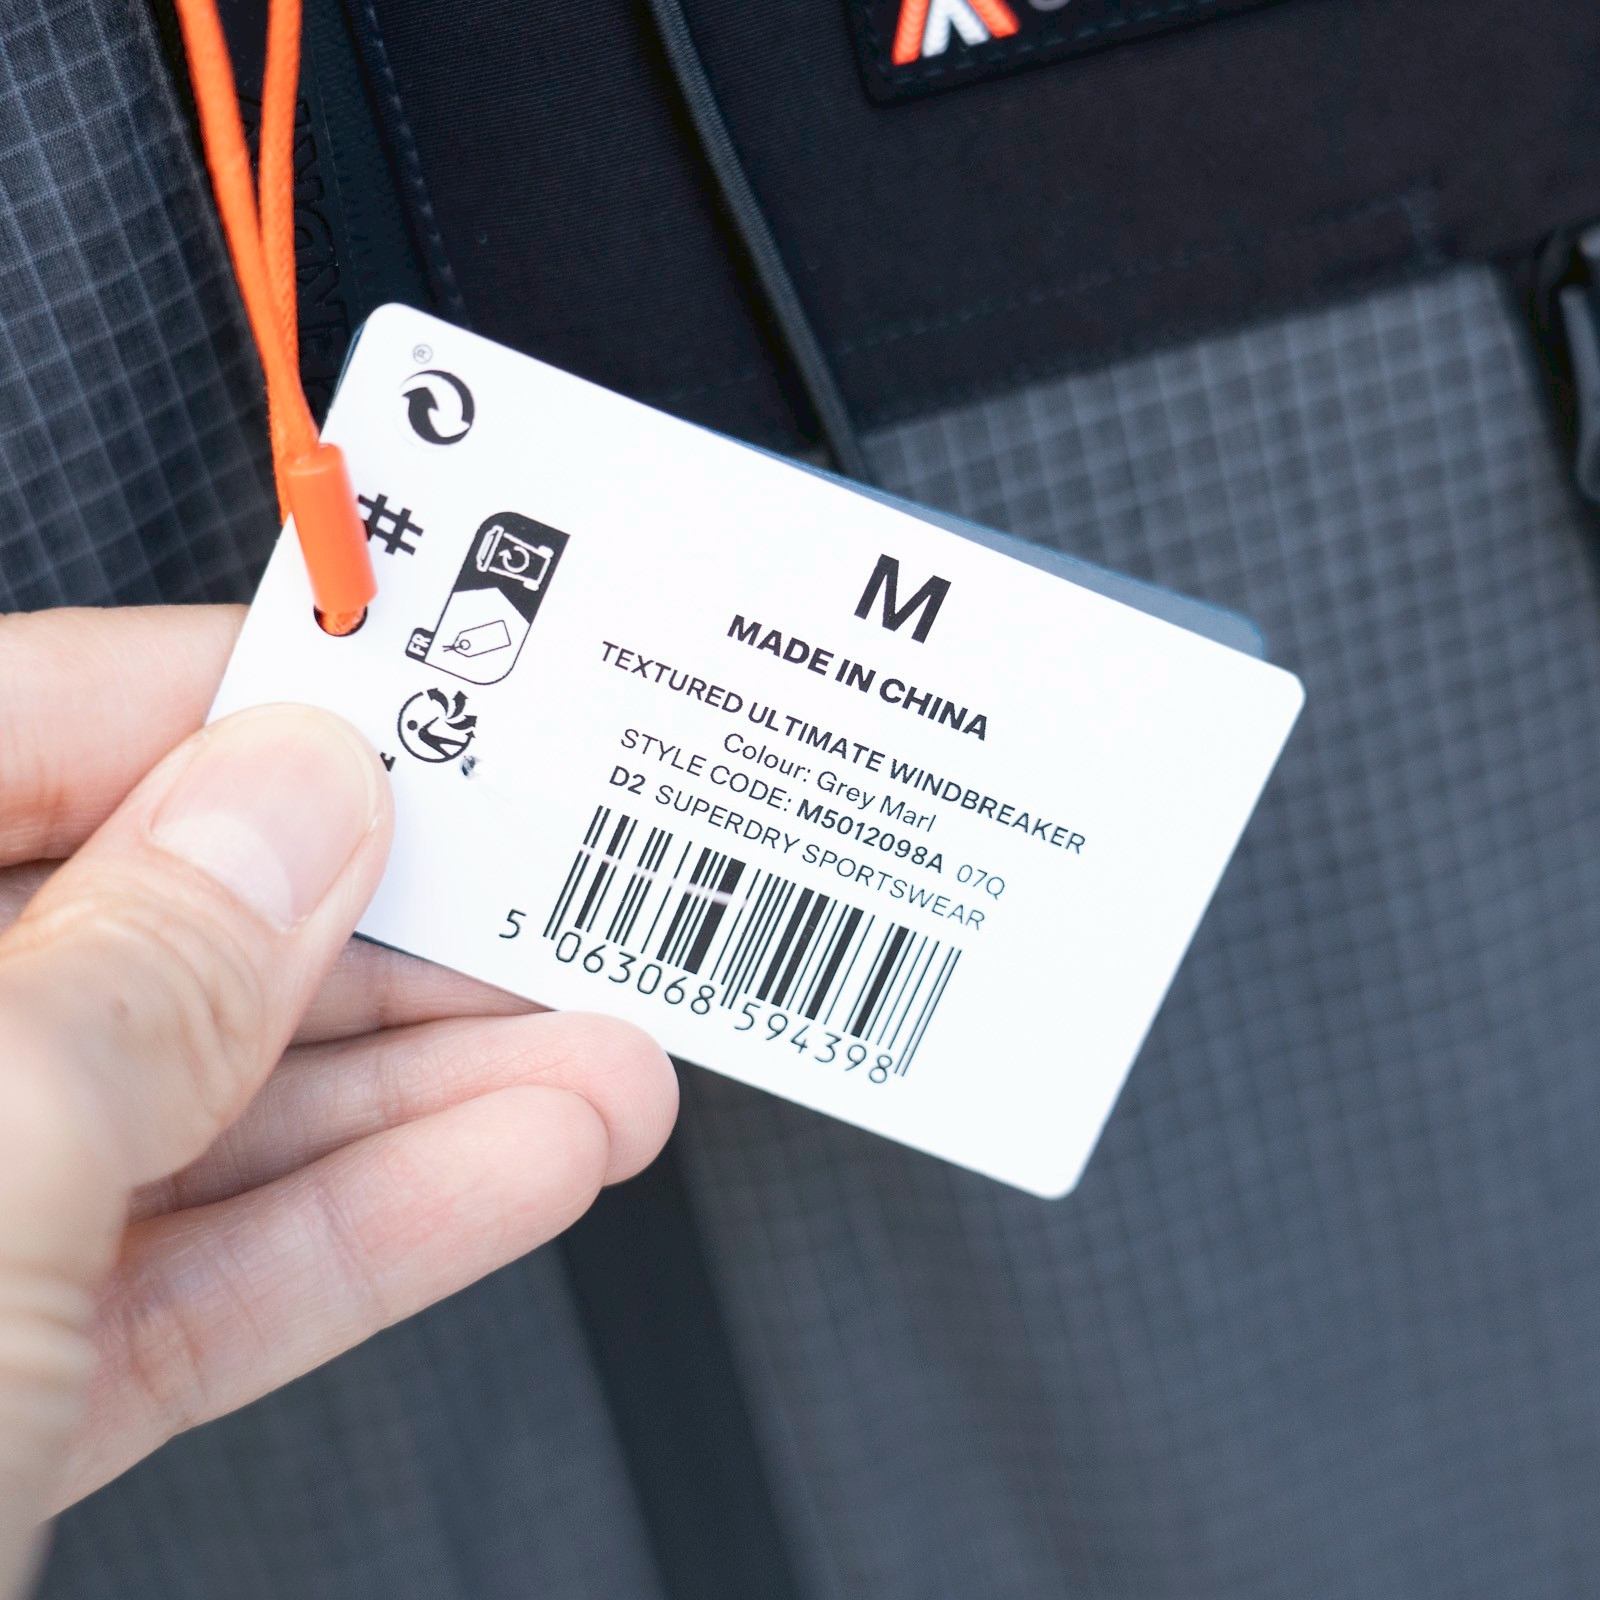 ®
#
FR
M
MADE IN CHINA
TEXTURED ULTIMATE WINDBREAKER
Colour: Grey Marl
STYLE CODE: M5012098A 07Q
D2 SUPERDRY SPORTSWEAR
5 063068 594398